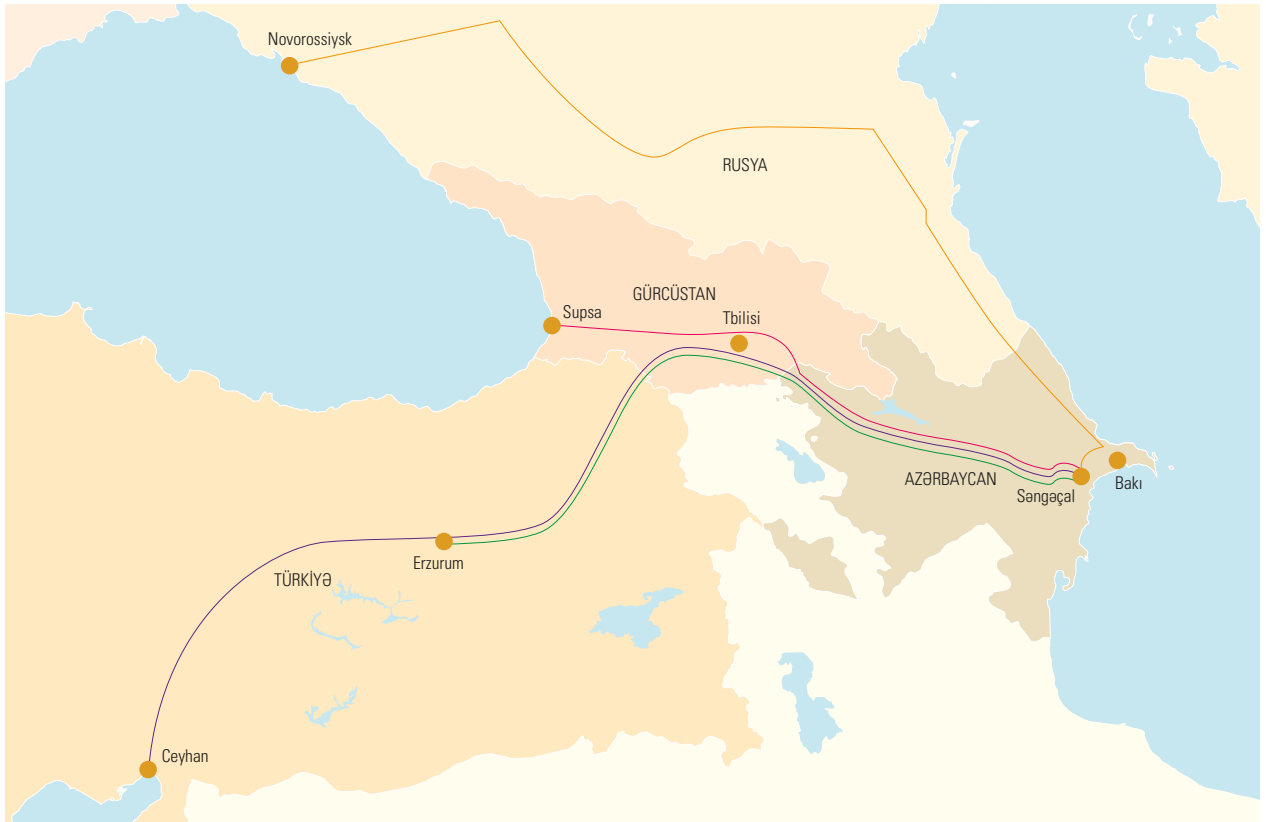 Novorossiysk
RUSYA
GÜRCÜSTAN
Supsa
Tbilisi
AZƏRBAYCAN
Səngəçal
Bakı
Erzurum
TÜRKİYƏ
Ceyhan